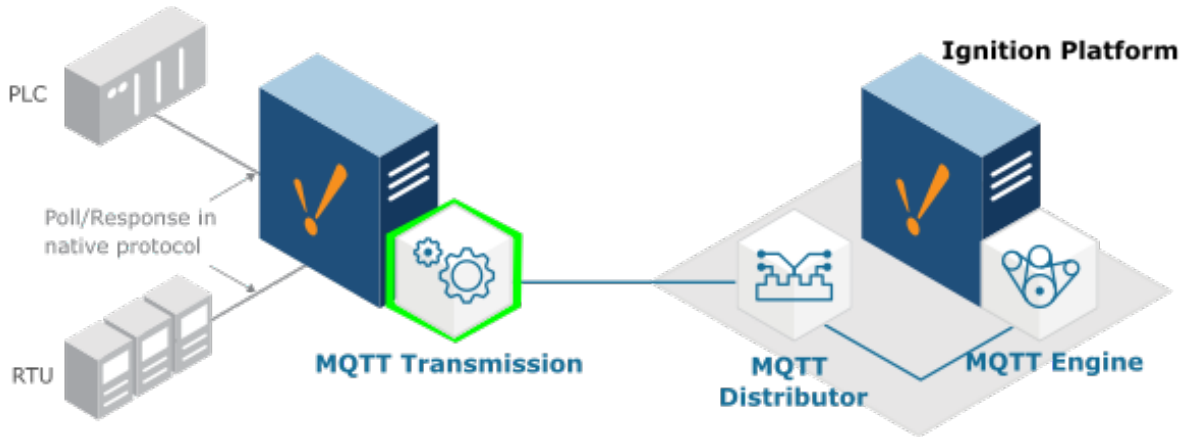 Ignition Platform
PLC
Poll/Response in
native protocol
RTU
MQTT Transmission
MQTT
Distributor
MQTT Engine